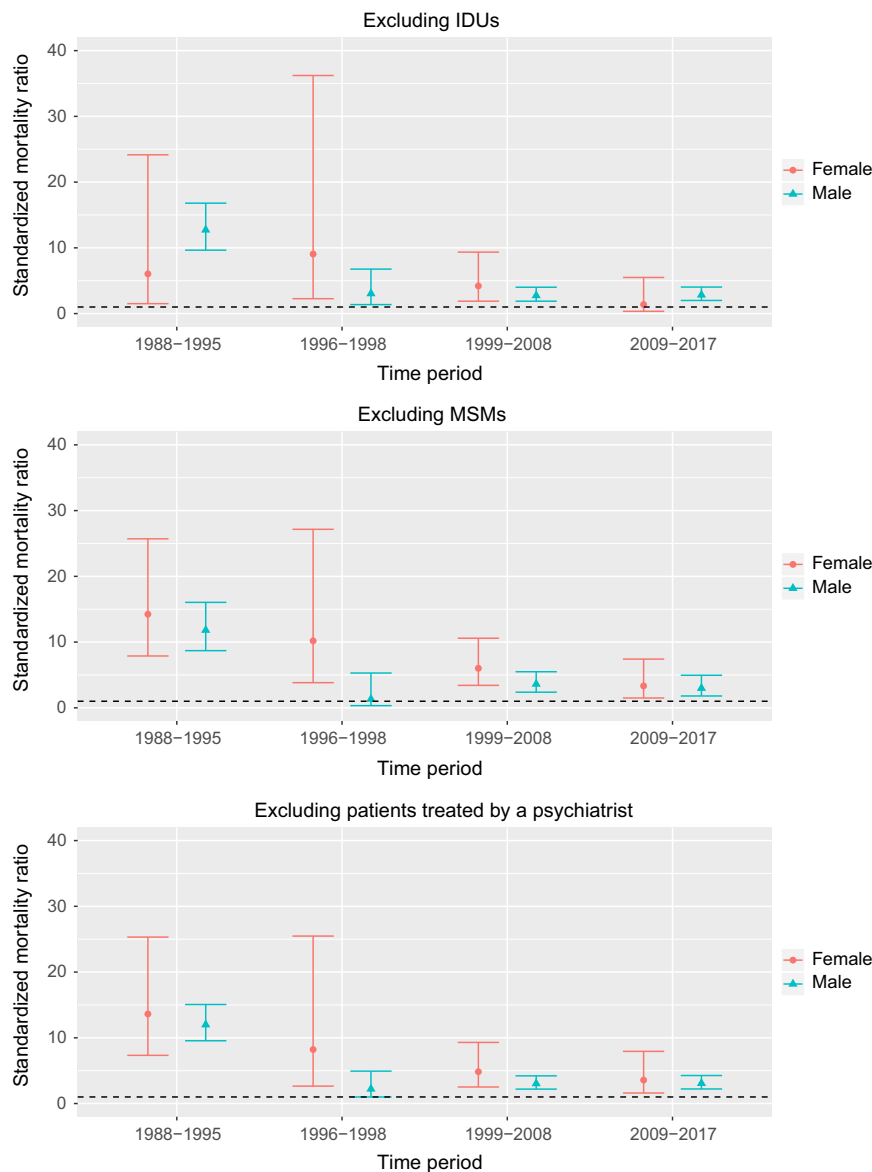 Excluding IDUs
Standardized mortality ratio
40
30
20
10
0
1988−1995
1996−1998
1999−2008
2009−2017
Time period
Female
Male
Excluding MSMs
Standardized mortality ratio
40
30
20
10
0
1988−1995
1996−1998
1999−2008
2009−2017
Time period
Female
Male
Excluding patients treated by a psychiatrist
Standardized mortality ratio
40
30
20
10
0
1988−1995
1996−1998
1999−2008
2009−2017
Time period
Female
Male